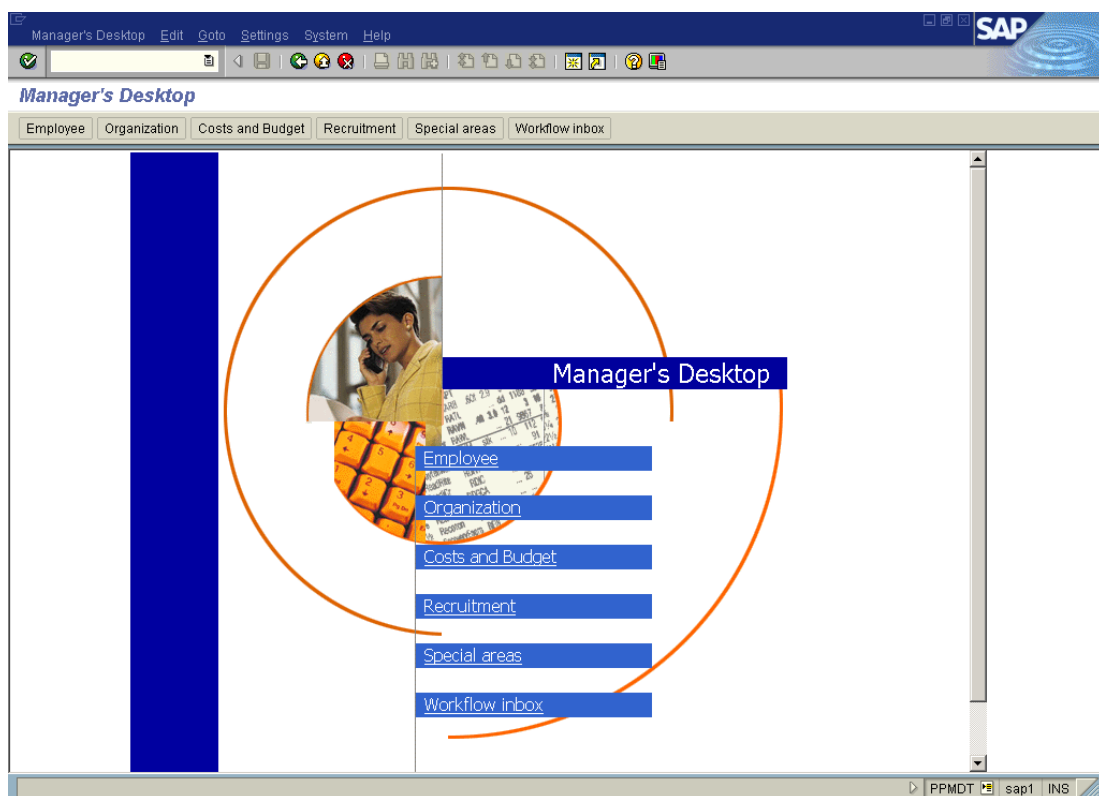 Manager's Desktop Edit Goto Settings System Help
SAP
Manager's Desktop
Employee Organization Costs and Budget Recruitment Special areas Workflow inbox
Manager's Desktop
Employee
Organization
Costs and Budget
Recruitment
Special areas
Workflow inbox
PPMDT sap1 INS